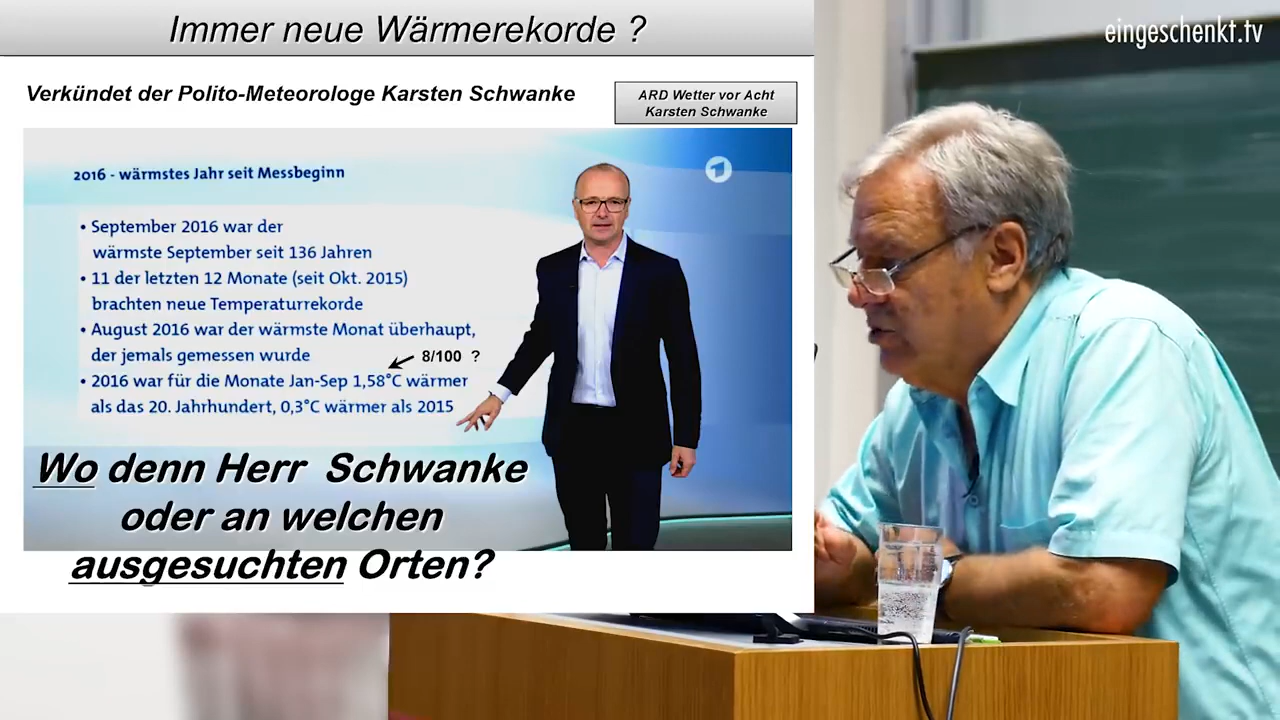 Immer neue Wärmerekorde ?
eingeschenkt.tv
Verkündet der Polito-Meteorologe Karsten Schwanke
ARD Wetter vor Acht
Karsten Schwanke
2016 - wärmstes Jahr seit Messbeginn
• September 2016 war der
wärmste September seit 136 Jahren
• 11 der letzten 12 Monate (seit Okt. 2015)
brachten neue Temperaturrekorde
• August 2016 war der wärmste Monat überhaupt,
der jemals gemessen wurde
8/100 ?
• 2016 war für die Monate Jan-Sep 1,58°C wärmer
als das 20. Jahrhundert, 0,3°C wärmer als 2015
Wo denn Herr Schwanke
oder an welchen
ausgesuchten Orten?